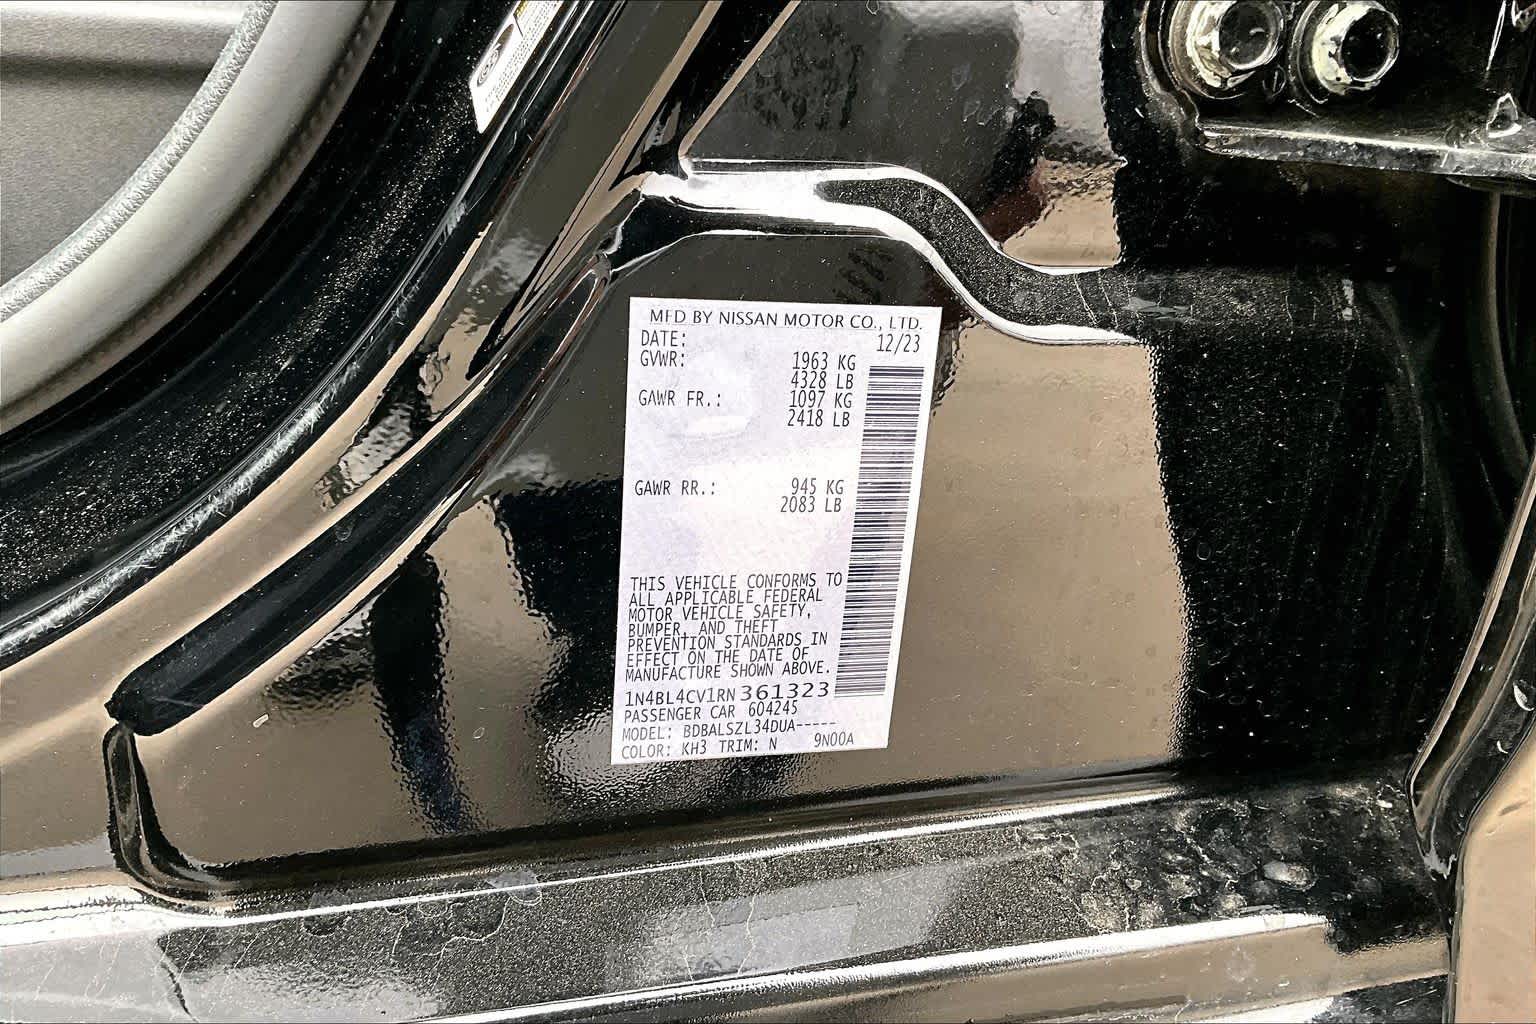 MFD BY NISSAN MOTOR CO., LTD.
DATE: 12/23
GVWR: 1963 KG
4328 LB
GAWR FR.: 1097 KG
2418 LB
GAWR RR.: 945 KG
2083 LB
THIS VEHICLE CONFORMS TO
ALL APPLICABLE FEDERAL
MOTOR VEHICLE SAFETY,
BUMPER, AND THEFT
PREVENTION STANDARDS IN
EFFECT ON THE DATE OF
MANUFACTURE SHOWN ABOVE.
1N4BL4CV1RN361323
PASSENGER CAR 604245
MODEL: BDBALSZL34DUA-----
COLOR: KH3 TRIM: N 9N00A